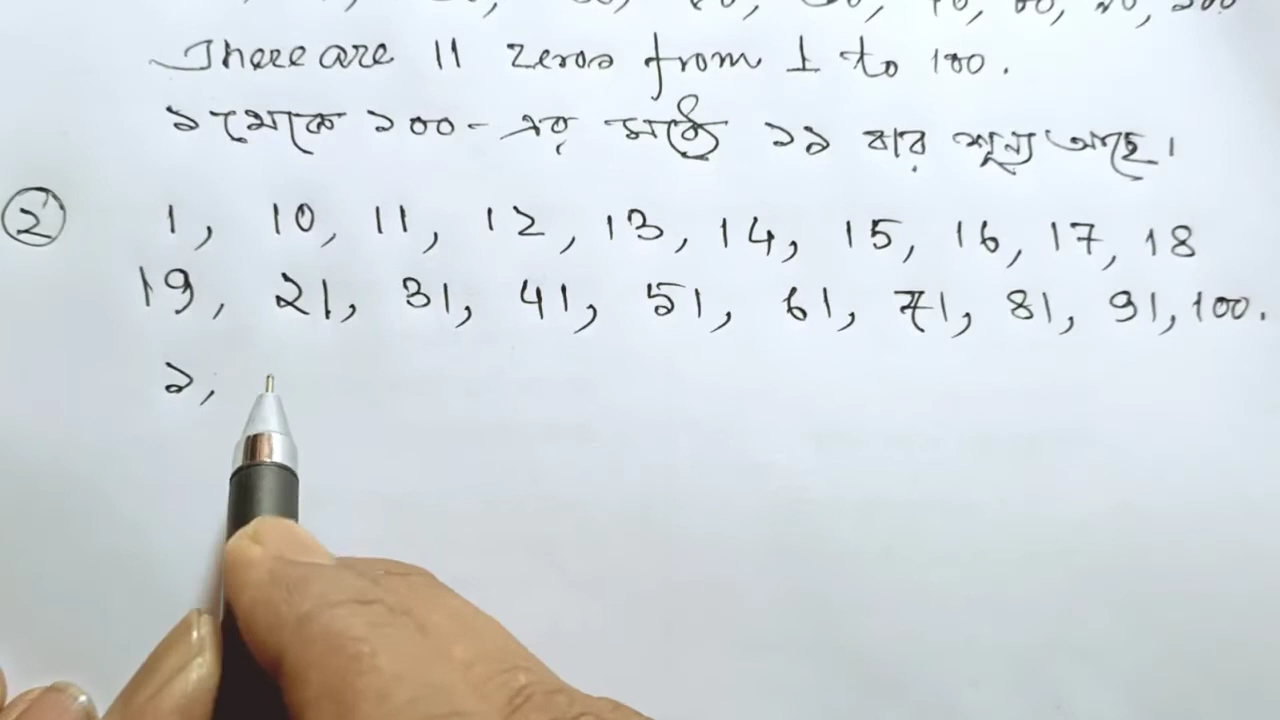 There are 11 zeros from 1 to 100.
১ থেকে ১০০-এর মধ্যে ১১ বার শূন্য আছে।
2 1, 10, 11, 12, 13, 14, 15, 16, 17, 18
19, 21, 31, 41, 51, 61, 71, 81, 91, 100.
১,